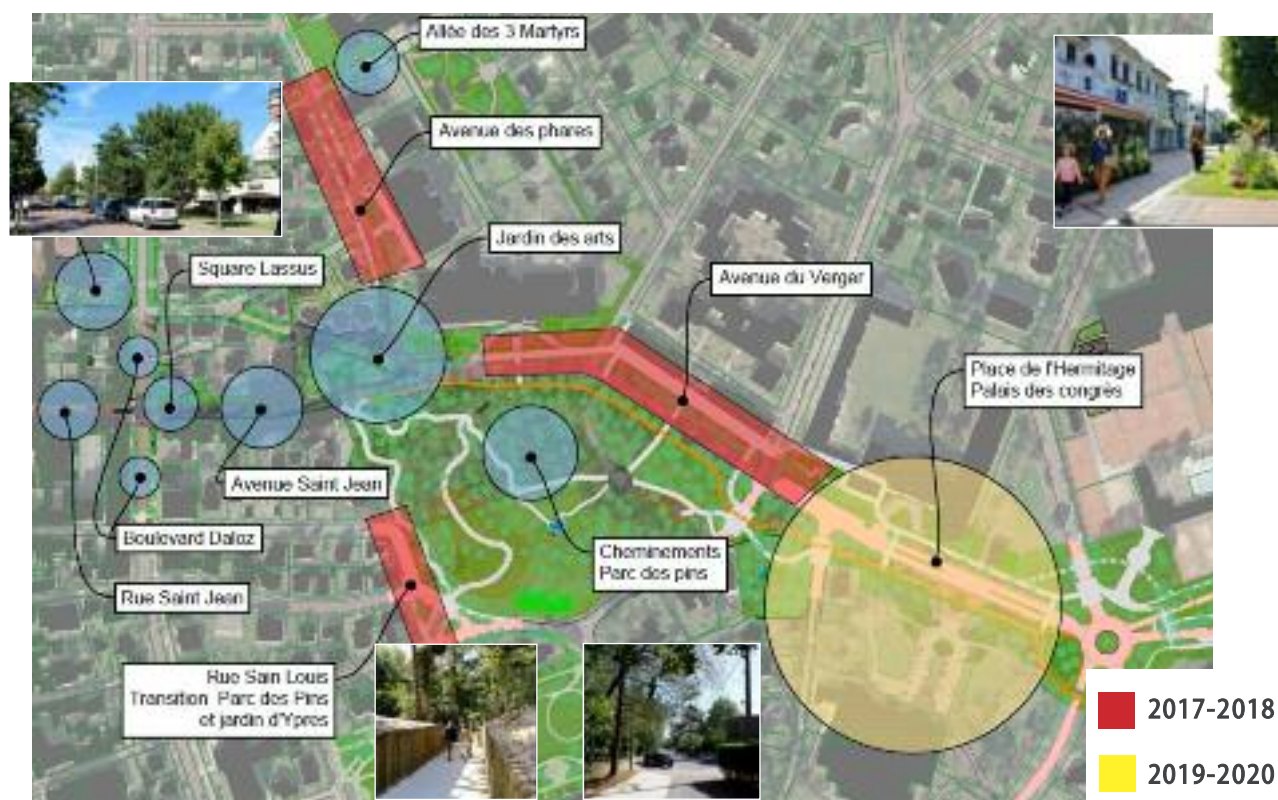 Allée des 3 Martyrs
Avenue des phares
Jardin des arts
Square Lassus
Avenue du Verger
Place de l'Hermitage
Palais des congrès
Avenue Saint Jean
Boulevard Daloz
Cheminements
Parc des pins
Rue Saint Jean
Rue Sain Louis
Transition Parc des Pins
et jardin d'Ypres
2017-2018
2019-2020